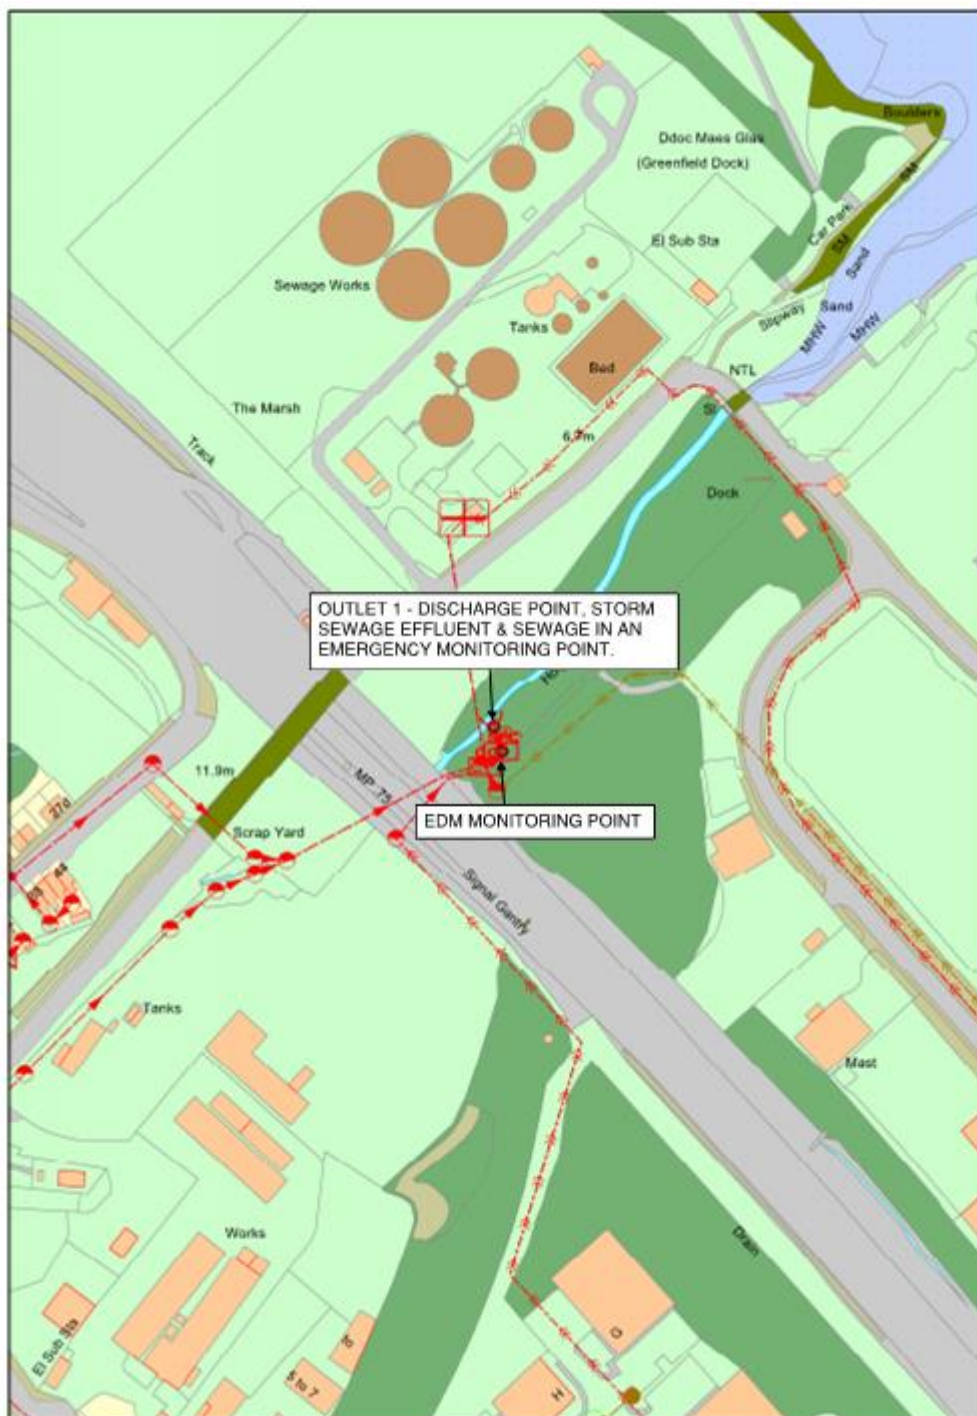 Boulders
Ddoc Maes Glas
(Greenfield Dock)
SM
Car Park
SM
El Sub Sta
Sand
Sewage Works
Slipway
Sand
Tanks
MHW
MHW
Bed
NTL
The Marsh
Sl
6.7m
Track
Dock
OUTLET 1 - DISCHARGE POINT, STORM
SEWAGE EFFLUENT & SEWAGE IN AN
EMERGENCY MONITORING POINT.
11.9m
MP .75
27d
EDM MONITORING POINT
Scrap Yard
44
Signal Gantry
Tanks
Mast
Works
Drain
El Sub Sta
to
5 to 7
G
H